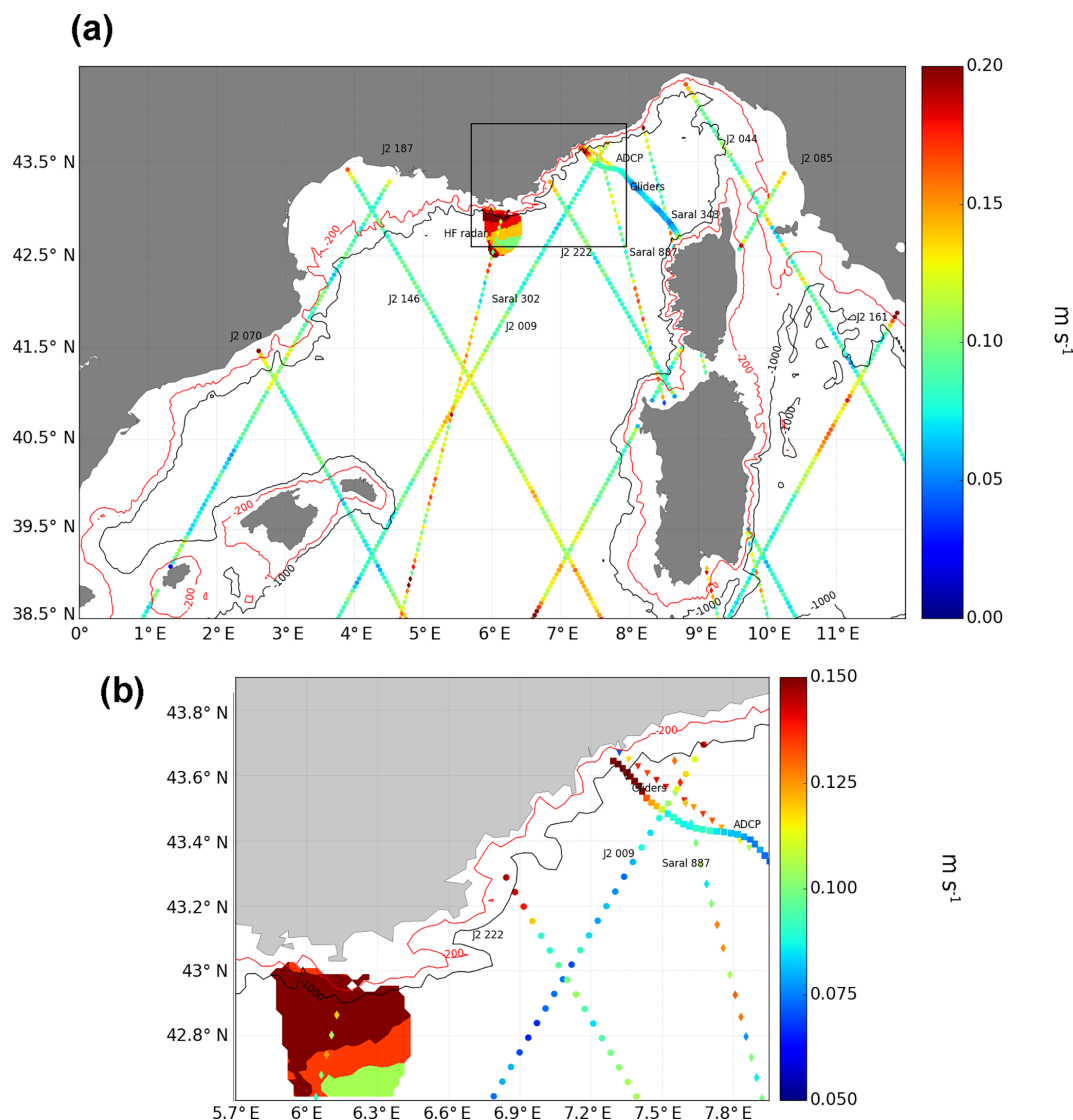 (a)
J2 187
J2 044
J2 085
ADCP
Gliders
Saral 343
HF radar
J2 222
Saral 887
J2 146
Saral 302
J2 009
J2 070
J2 161
-200
-200
-1000
-1000
-200
-200
-1000
-1000
-1000
43.5° N
42.5° N
41.5° N
40.5° N
39.5° N
38.5° N
0°
1° E
2° E
3° E
4° E
5° E
6° E
7° E
8° E
9° E
10° E
11° E
0.20
0.15
0.10
0.05
0.00
m s-1
(b)
43.8° N
43.6° N
43.4° N
43.2° N
43° N
42.8° N
-200
Gliders
ADCP
J2 009
Saral 887
J2 222
-200
-1000
5.7° E
6° E
6.3° E
6.6° E
6.9° E
7.2° E
7.5° E
7.8° E
0.150
0.125
0.100
0.075
0.050
m s-1